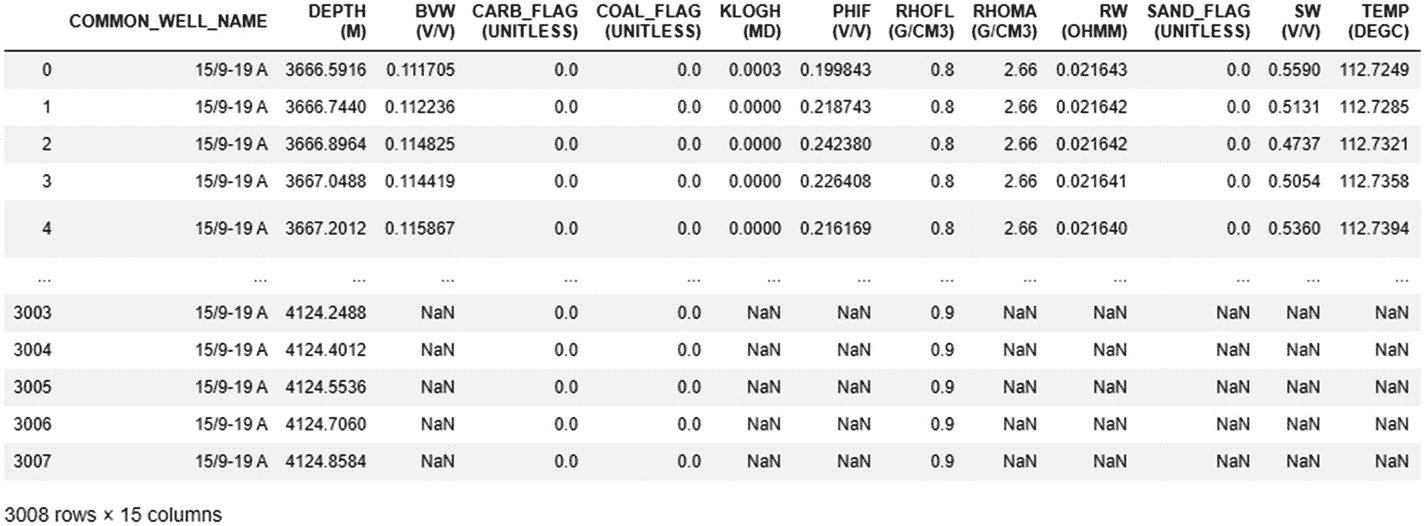 COMMON_WELL_NAME DEPTH (M) BVW (V/V) CARB_FLAG (UNITLESS) COAL_FLAG (UNITLESS) KLOGH (MD) PHIF (V/V) RHOFL (G/CM3) RHOMA (G/CM3) RW (OHMM) SAND_FLAG (UNITLESS) SW (V/V) TEMP (DEGC)
0 15/9-19 A 3666.5916 0.111705 0.0 0.0 0.0003 0.199843 0.8 2.66 0.021643 0.0 0.5590 112.7249
1 15/9-19 A 3666.7440 0.112236 0.0 0.0 0.0000 0.218743 0.8 2.66 0.021642 0.0 0.5131 112.7285
2 15/9-19 A 3666.8964 0.114825 0.0 0.0 0.0000 0.242380 0.8 2.66 0.021642 0.0 0.4737 112.7321
3 15/9-19 A 3667.0488 0.114419 0.0 0.0 0.0000 0.226408 0.8 2.66 0.021641 0.0 0.5054 112.7358
4 15/9-19 A 3667.2012 0.115867 0.0 0.0 0.0000 0.216169 0.8 2.66 0.021640 0.0 0.5360 112.7394
... ... ... ... ... ... ... ... ... ... ... ... ... ...
3003 15/9-19 A 4124.2488 NaN 0.0 0.0 NaN NaN 0.9 NaN NaN NaN NaN NaN
3004 15/9-19 A 4124.4012 NaN 0.0 0.0 NaN NaN 0.9 NaN NaN NaN NaN NaN
3005 15/9-19 A 4124.5536 NaN 0.0 0.0 NaN NaN 0.9 NaN NaN NaN NaN NaN
3006 15/9-19 A 4124.7060 NaN 0.0 0.0 NaN NaN 0.9 NaN NaN NaN NaN NaN
3007 15/9-19 A 4124.8584 NaN 0.0 0.0 NaN NaN 0.9 NaN NaN NaN NaN NaN
3008 rows × 15 columns